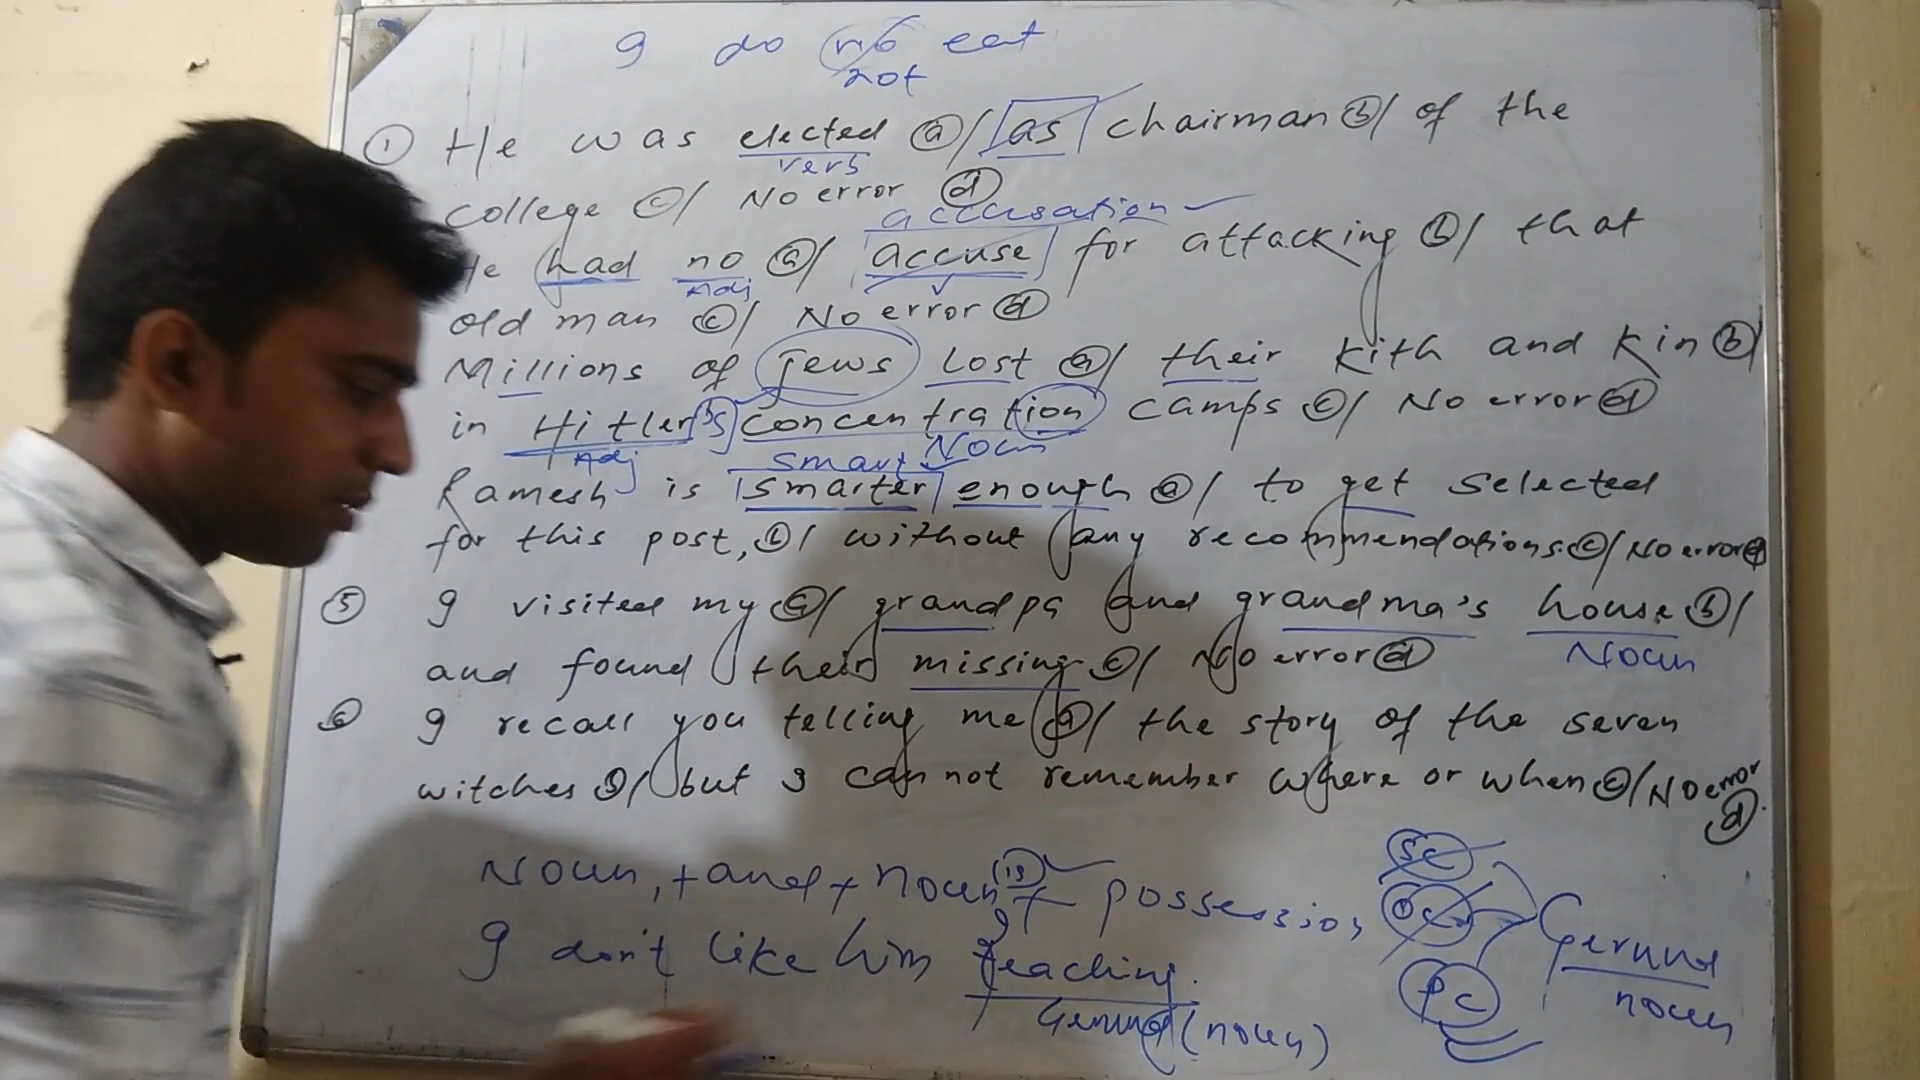 I do no eat
not
① He was elected ⓐ/ as chairman ⓑ/ of the
verb
college ⓒ/ No error ⓓ
accusation
He had no ⓐ/ accuse for attacking ⓑ/ that
Adj
old man ⓒ/ No error ⓓ
Millions of Jews lost ⓐ/ their kith and kin ⓑ/
in Hitler's concentration camps ⓒ/ No error ⓓ
Adj Noun
smart
Ramesh is smarter enough ⓐ/ to get selected
for this post, ⓑ/ without any recommendations. ⓒ/ No error ⓓ
⑤ I visited my ⓐ/ grandpa and grandma's house ⓑ/
Noun
and found their missing. ⓒ/ No error ⓓ
⑥ I recall you telling me ⓐ/ the story of the seven
witches ⓑ/ but I can not remember where or when ⓒ/ No error
ⓓ.
Noun, + and + noun ('s) + possession,
SC
OC
PC
Gerund
noun
I don't like him teaching.
Gerund (noun)